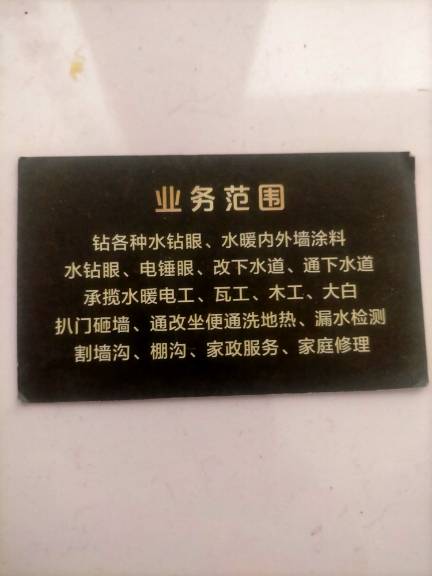 业务范围
钻各种水钻眼、水暖内外墙涂料
水钻眼、电锤眼、改下水道、通下水道
承揽水暖电工、瓦工、木工、大白
扒门砸墙、通改坐便通洗地热、漏水检测
割墙沟、棚沟、家政服务、家庭修理